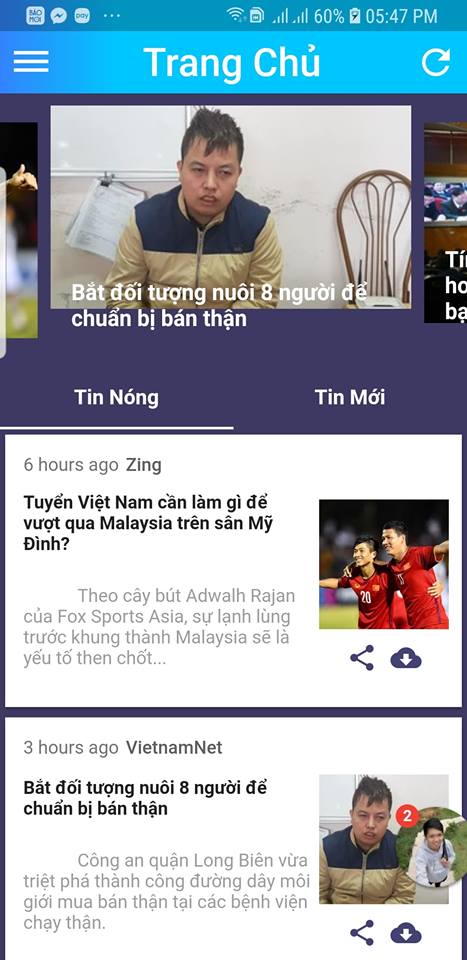 BÁO
MỚI
pay
60% 05:47 PM
Trang Chủ
Bắt đối tượng nuôi 8 người để
chuẩn bị bán thận
Tin Nóng
Tin Mới
6 hours ago Zing
Tuyển Việt Nam cần làm gì để
vượt qua Malaysia trên sân Mỹ
Đình?
Theo cây bút Adwalh Rajan
của Fox Sports Asia, sự lạnh lùng
trước khung thành Malaysia sẽ là
yếu tố then chốt...
20
3 hours ago VietnamNet
Bắt đối tượng nuôi 8 người để
chuẩn bị bán thận
2
Công an quận Long Biên vừa
triệt phá thành công đường dây môi
giới mua bán thận tại các bệnh viện
chạy thận.